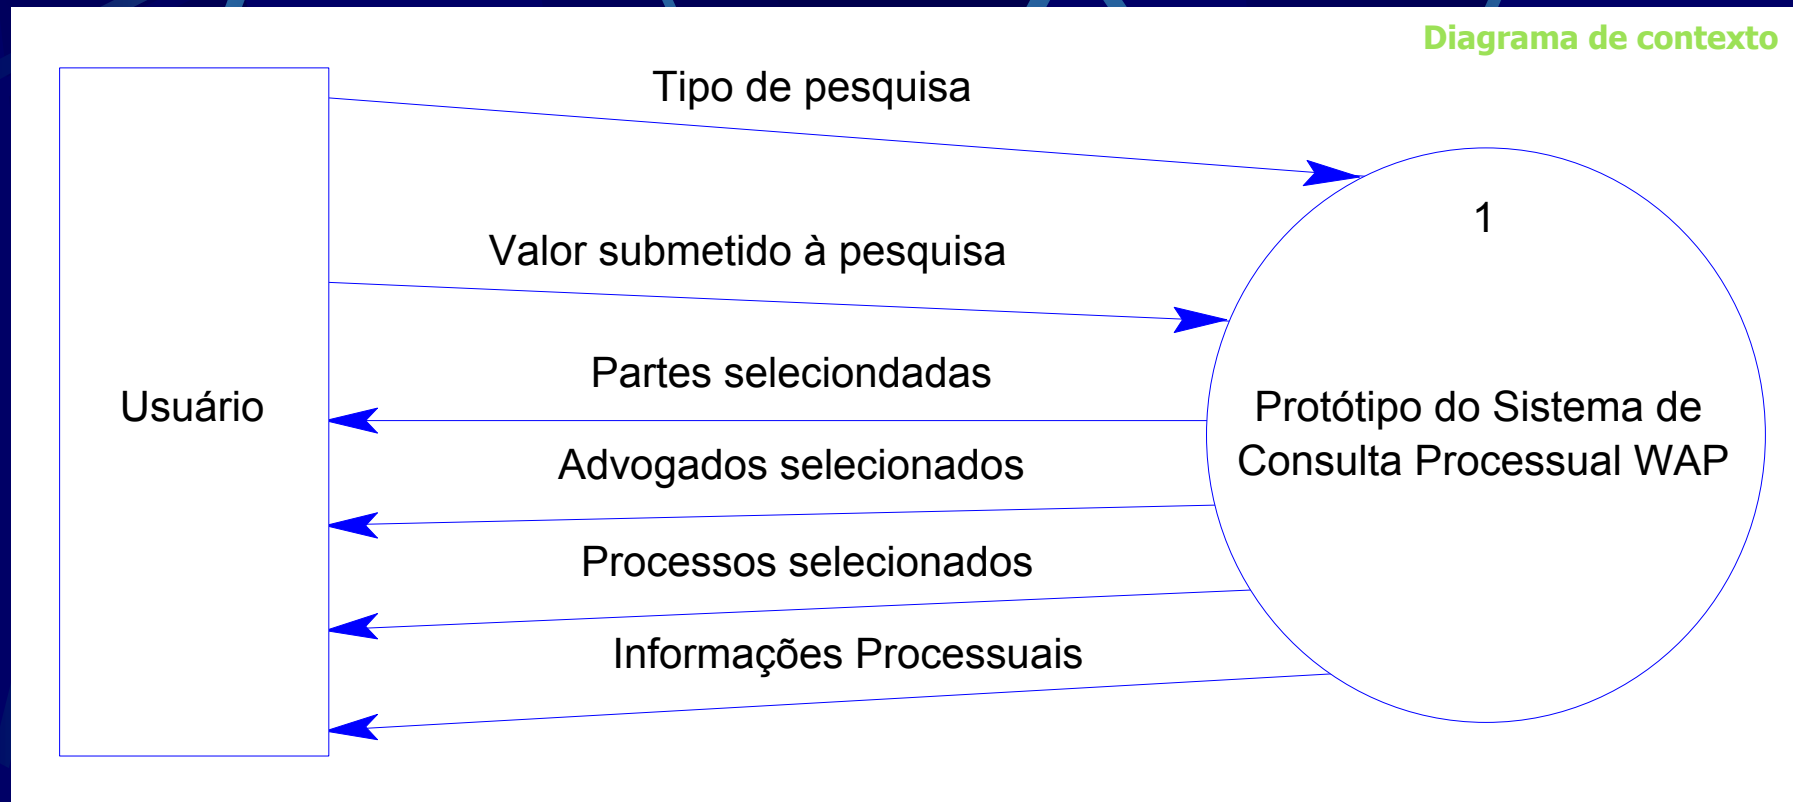 Diagrama de contexto
Tipo de pesquisa
1
Valor submetido à pesquisa
Partes seleciondadas
Usuário
Protótipo do Sistema de
Consulta Processual WAP
Advogados selecionados
Processos selecionados
Informações Processuais